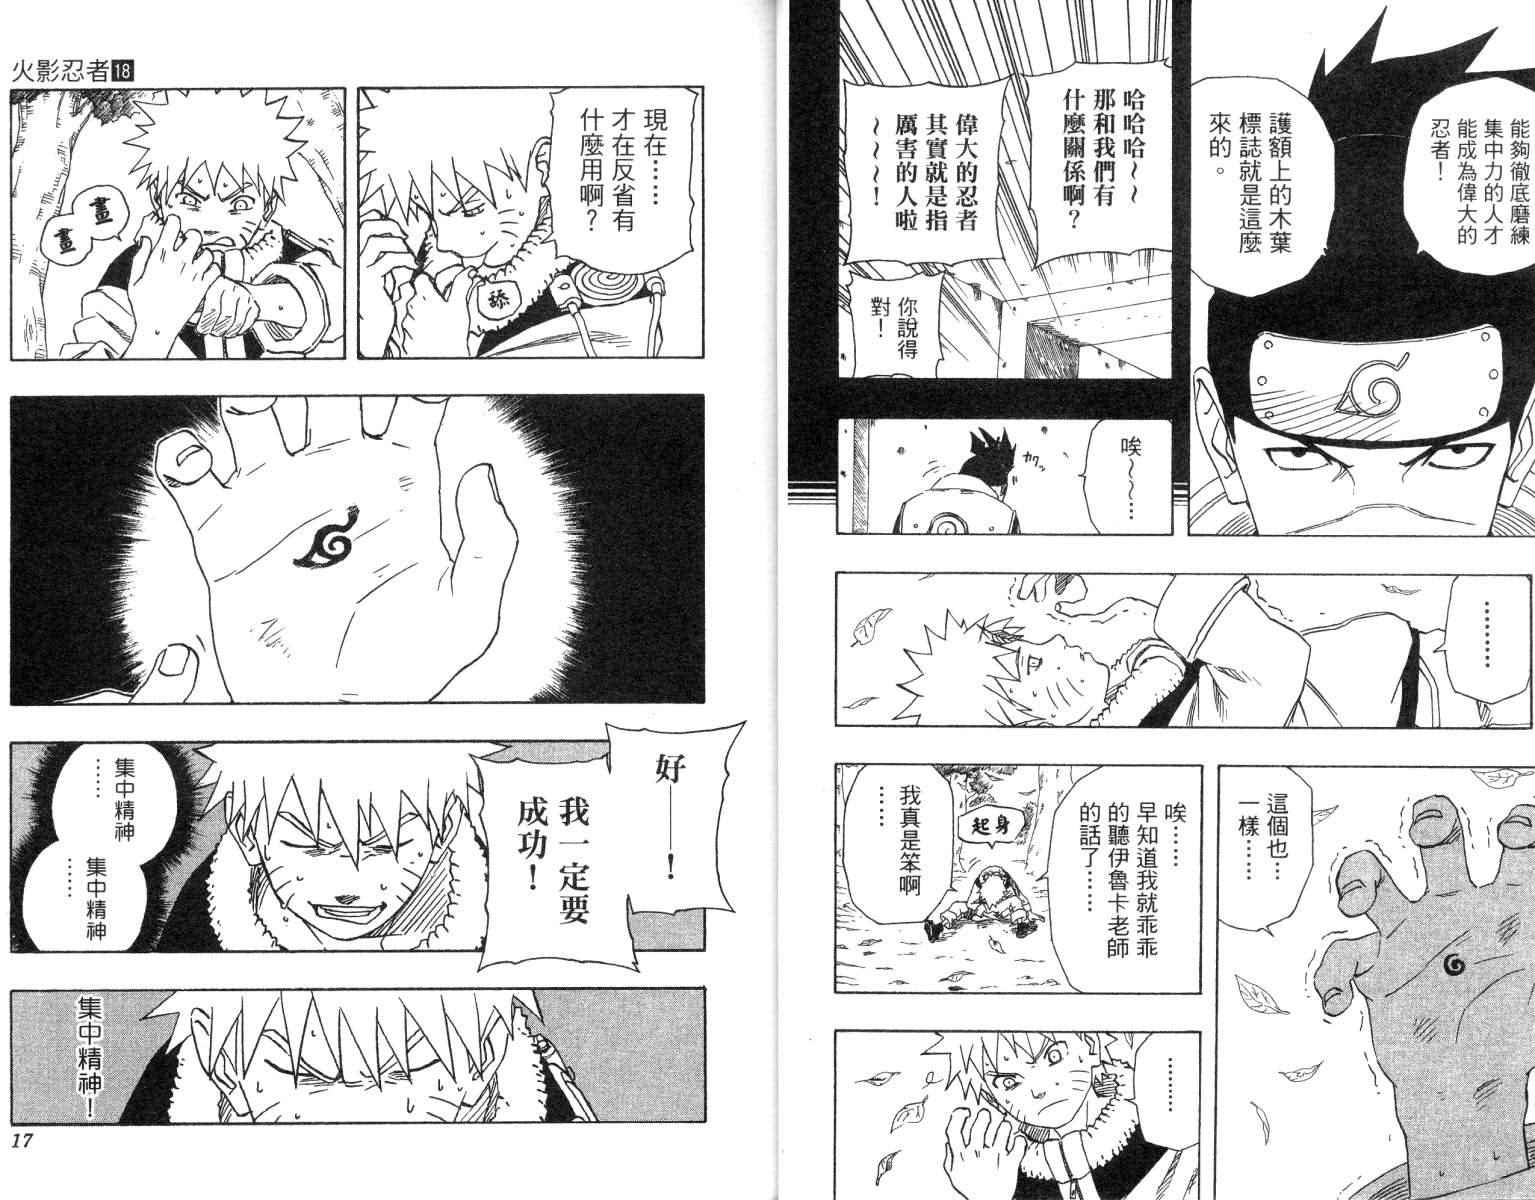 能夠徹底磨練
集中力的人才
能成為偉大的
忍者！
護額上的木葉
標誌就是這麼
來的。
哈哈哈～～
那和我們有
什麼關係啊？
偉大的忍者
其實就是指
厲害的人啦
～～～～！
你說得
對！
唉～～…
カクッ
………
這個也…
一樣……
唉……
早知道我就乖乖
的聽伊魯卡老師
的話了……
起身
我真是笨啊
……
………
火影忍者18
現在……
才在反省有
什麼用啊？
舔
畫
畫
好——！
我一定要
成功！
集中精神
……
集中精神
……
集中精神！
17